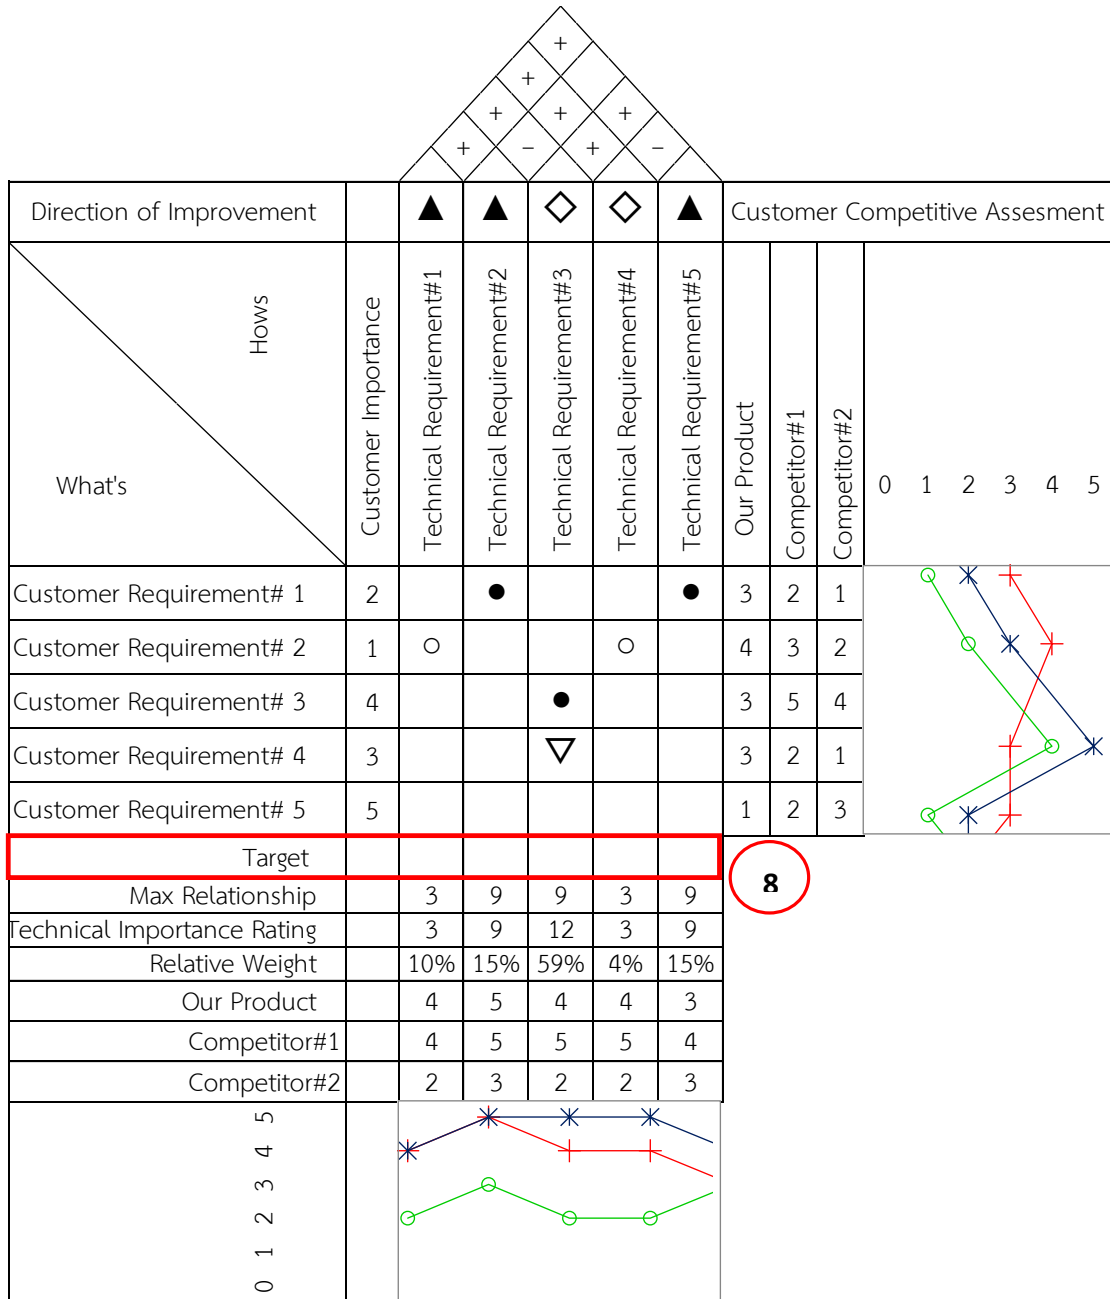 +
+
+ + +
+ − + −
Direction of Improvement ▲ ▲ ◇ ◇ ▲ Customer Competitive Assesment
Hows
What's
Customer Importance
Technical Requirement#1
Technical Requirement#2
Technical Requirement#3
Technical Requirement#4
Technical Requirement#5
Our Product
Competitor#1
Competitor#2
0 1 2 3 4 5
Customer Requirement# 1 2 ● ● 3 2 1
Customer Requirement# 2 1 ○ ○ 4 3 2
Customer Requirement# 3 4 ● 3 5 4
Customer Requirement# 4 3 ▽ 3 2 1
Customer Requirement# 5 5 1 2 3
Target
8
Max Relationship 3 9 9 3 9
Technical Importance Rating 3 9 12 3 9
Relative Weight 10% 15% 59% 4% 15%
Our Product 4 5 4 4 3
Competitor#1 4 5 5 5 4
Competitor#2 2 3 2 2 3
5
4
3
2
1
0